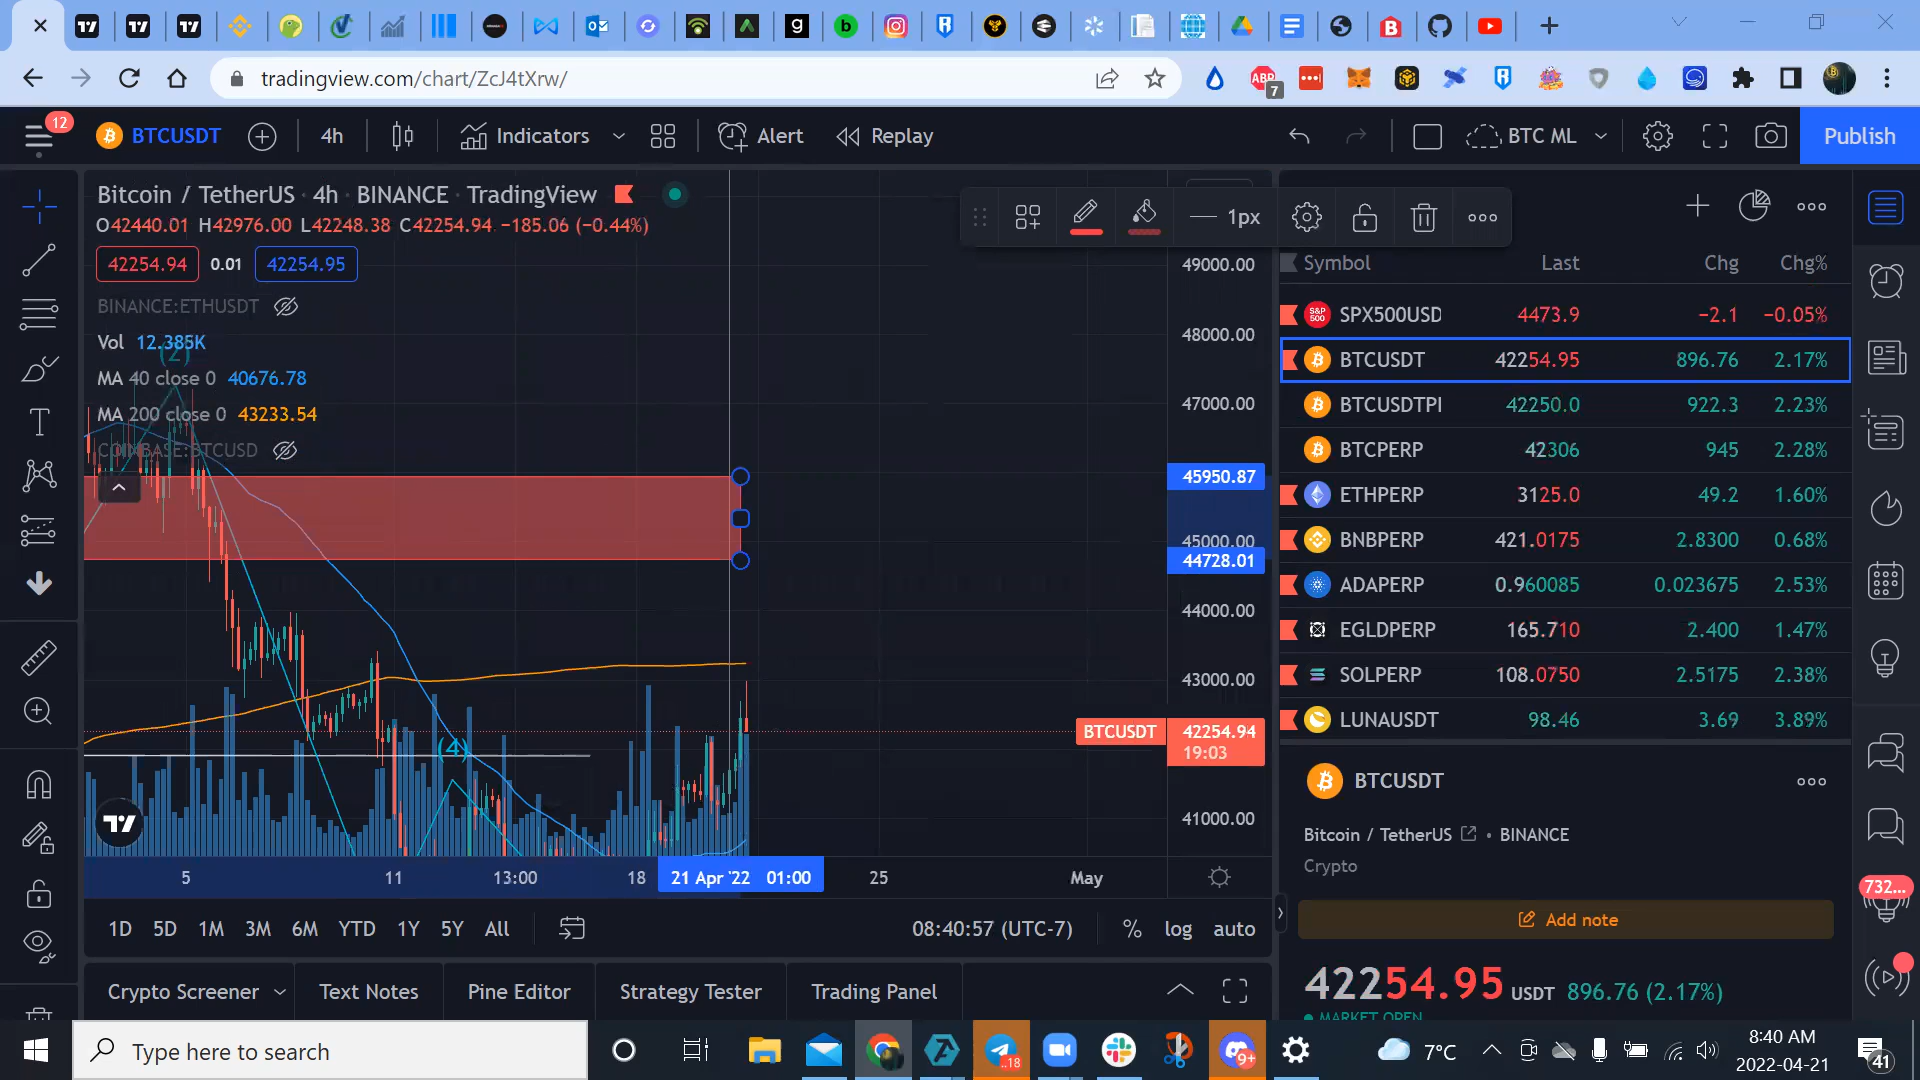 tradingview.com/chart/ZcJ4tXrw/
ABP
7
12
BTCUSDT
4h
Indicators
Alert
Replay
BTC ML
Publish
Bitcoin / TetherUS · 4h · BINANCE · TradingView
O42440.01 H42976.00 L42248.38 C42254.94 −185.06 (−0.44%)
42254.94
0.01
42254.95
BINANCE:ETHUSDT
Vol 12.385K
(2)
MA 40 close 0 40676.78
MA 200 close 0 43233.54
COINBASE:BTCUSD
1px
(4)
49000.00
48000.00
47000.00
45950.87
45000.00
44728.01
44000.00
43000.00
BTCUSDT 42254.94
19:03
41000.00
5
11
13:00
18
21 Apr '22 01:00
25
May
1D 5D 1M 3M 6M YTD 1Y 5Y All
08:40:57 (UTC-7)
% log auto
Crypto Screener
Text Notes
Pine Editor
Strategy Tester
Trading Panel
Symbol Last Chg Chg%
SPX500USD 4473.9 −2.1 −0.05%
BTCUSDT 42254.95 896.76 2.17%
BTCUSDTPI 42250.0 922.3 2.23%
BTCPERP 42306 945 2.28%
ETHPERP 3125.0 49.2 1.60%
BNBPERP 421.0175 2.8300 0.68%
ADAPERP 0.960085 0.023675 2.53%
EGLDPERP 165.710 2.400 1.47%
SOLPERP 108.0750 2.5175 2.38%
LUNAUSDT 98.46 3.69 3.89%
BTCUSDT
Bitcoin / TetherUS • BINANCE
Crypto
Add note
42254.95 USDT 896.76 (2.17%)
MARKET OPEN
732...
Type here to search
18
9+
7°C
8:40 AM
2022-04-21
41